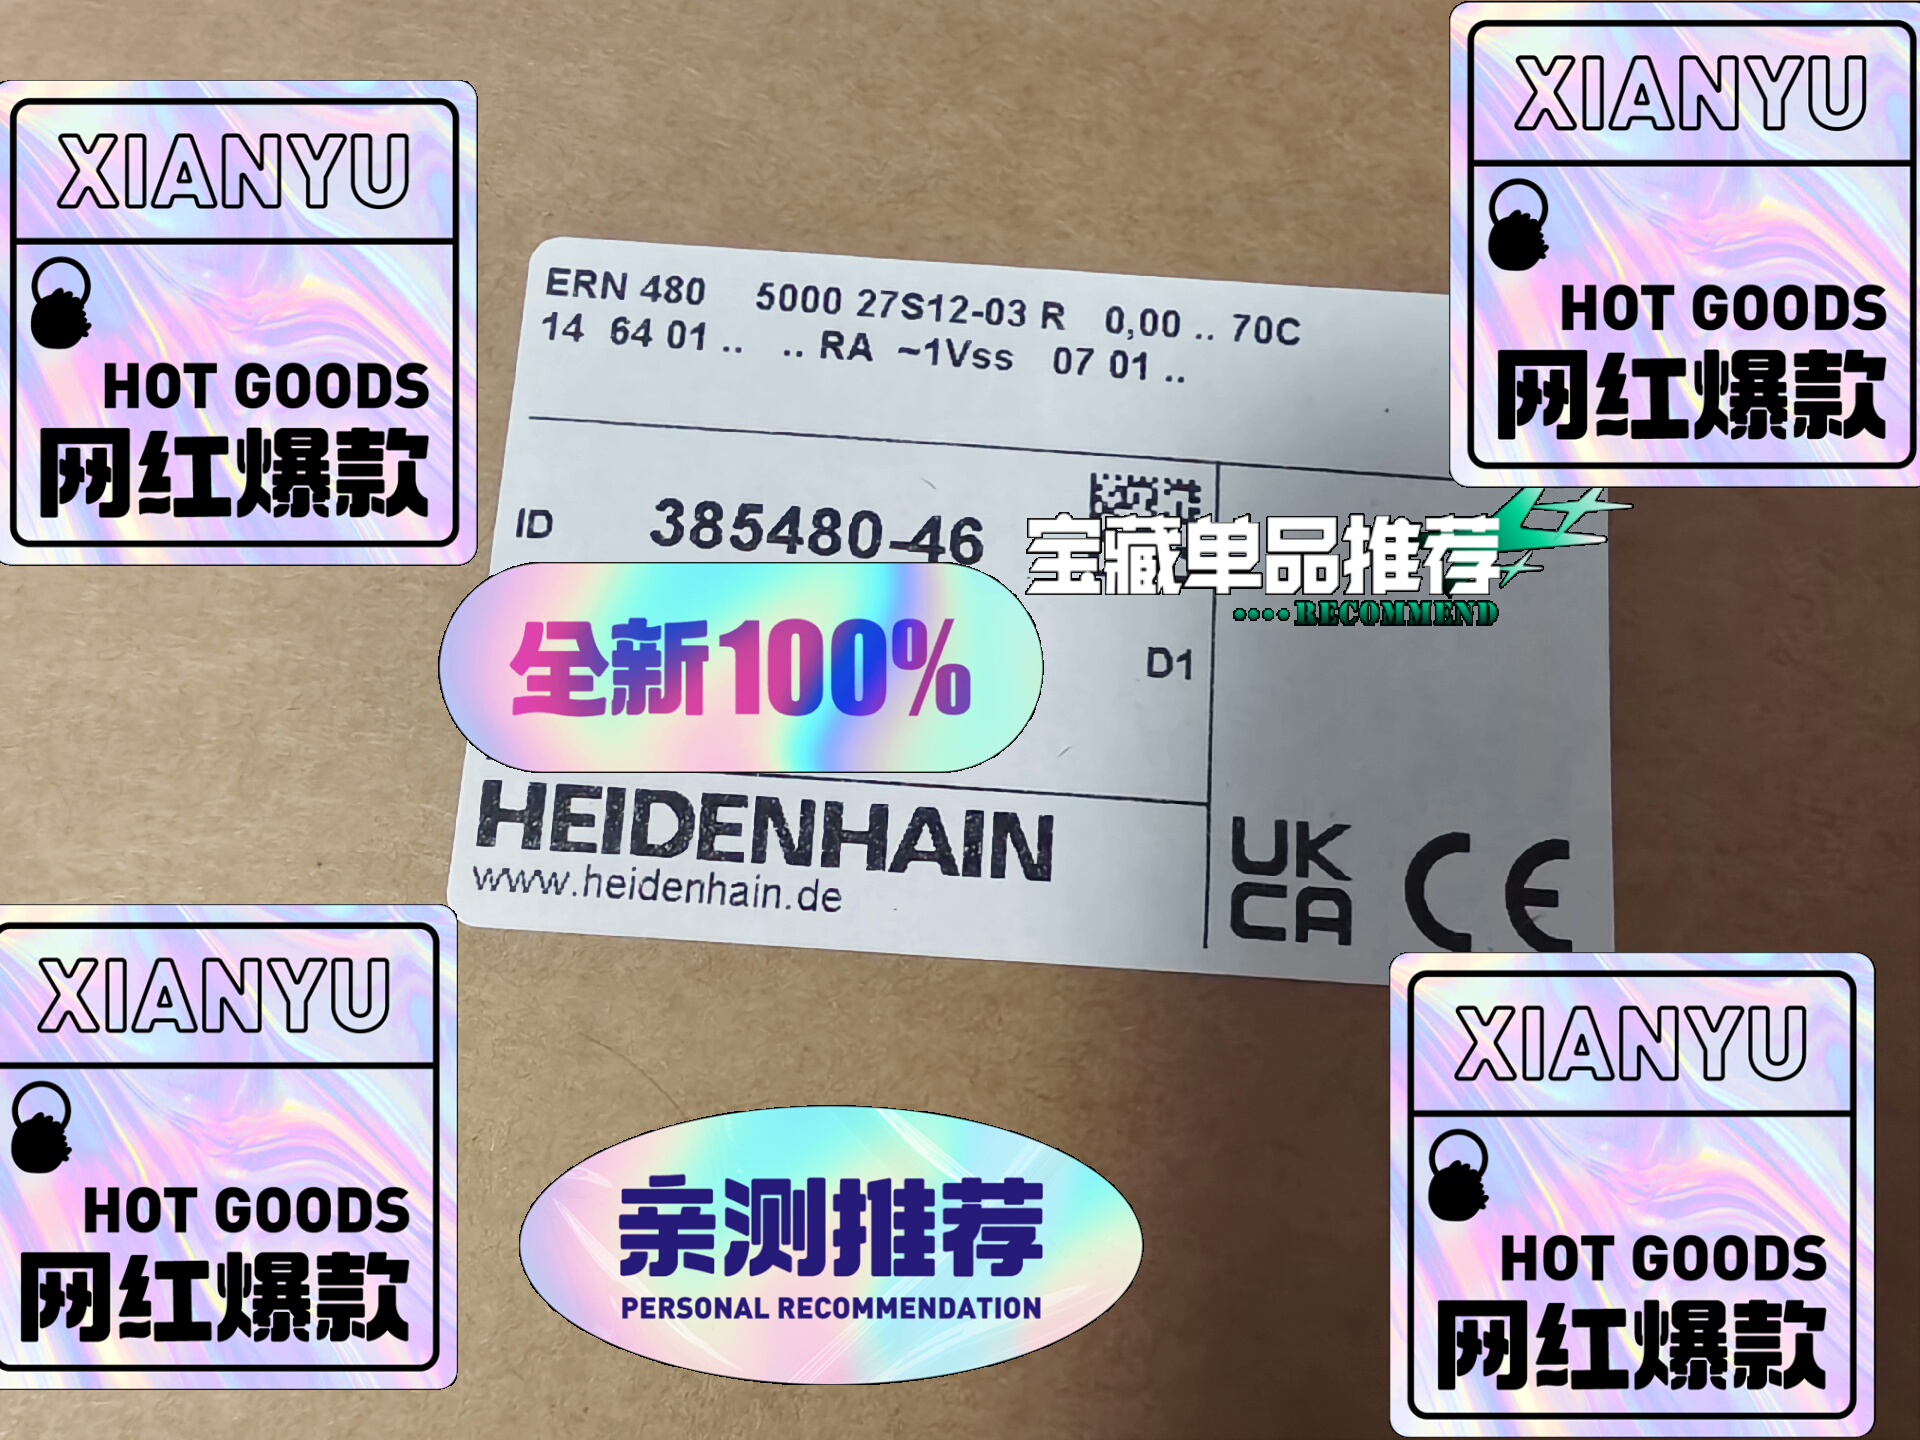 XIANYU
HOT GOODS
网红爆款
XIANYU
HOT GOODS
网红爆款
ERN 480 5000 27S12-03 R 0,00 .. 70C
14 64 01 .. .. RA ~1Vss 07 01 ..
ID 385480-46
宝藏单品推荐
RECOMMEND
全新100%
D1
HEIDENHAIN
www.heidenhain.de
UK
CA
CE
XIANYU
HOT GOODS
网红爆款
亲测推荐
PERSONAL RECOMMENDATION
XIANYU
HOT GOODS
网红爆款